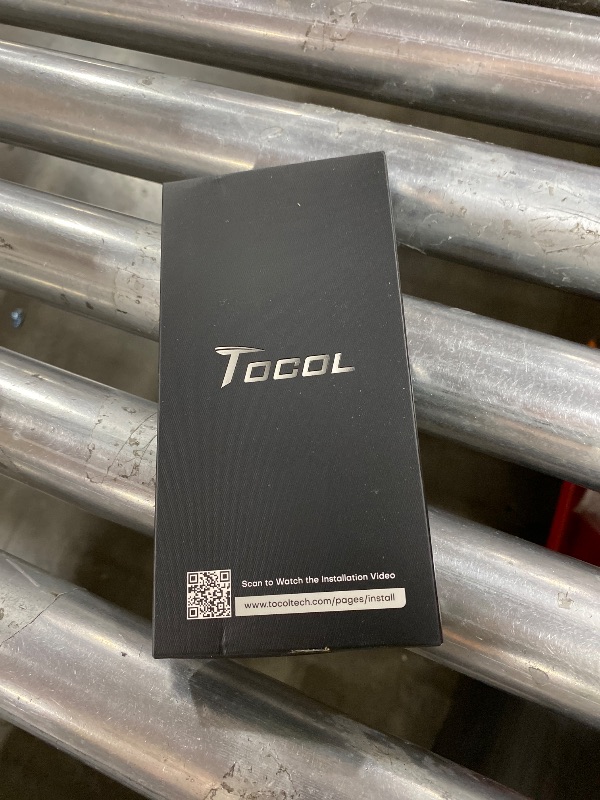 TOCOL
Scan to Watch the Installation Video
www.tocoltech.com/pages/install